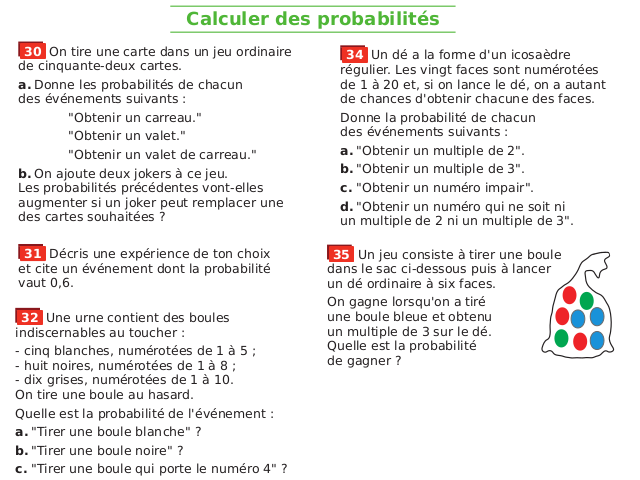 Calculer des probabilités
30 On tire une carte dans un jeu ordinaire
de cinquante-deux cartes.
a. Donne les probabilités de chacun
des événements suivants :
"Obtenir un carreau."
"Obtenir un valet."
"Obtenir un valet de carreau."
b. On ajoute deux jokers à ce jeu.
Les probabilités précédentes vont-elles
augmenter si un joker peut remplacer une
des cartes souhaitées ?
31 Décris une expérience de ton choix
et cite un événement dont la probabilité
vaut 0,6.
32 Une urne contient des boules
indiscernables au toucher :
- cinq blanches, numérotées de 1 à 5 ;
- huit noires, numérotées de 1 à 8 ;
- dix grises, numérotées de 1 à 10.
On tire une boule au hasard.
Quelle est la probabilité de l'événement :
a. "Tirer une boule blanche" ?
b. "Tirer une boule noire" ?
c. "Tirer une boule qui porte le numéro 4" ?
34 Un dé a la forme d'un icosaèdre
régulier. Les vingt faces sont numérotées
de 1 à 20 et, si on lance le dé, on a autant
de chances d'obtenir chacune des faces.
Donne la probabilité de chacun
des événements suivants :
a. "Obtenir un multiple de 2".
b. "Obtenir un multiple de 3".
c. "Obtenir un numéro impair".
d. "Obtenir un numéro qui ne soit ni
un multiple de 2 ni un multiple de 3".
35 Un jeu consiste à tirer une boule
dans le sac ci-dessous puis à lancer
un dé ordinaire à six faces.
On gagne lorsqu'on a tiré
une boule bleue et obtenu
un multiple de 3 sur le dé.
Quelle est la probabilité
de gagner ?